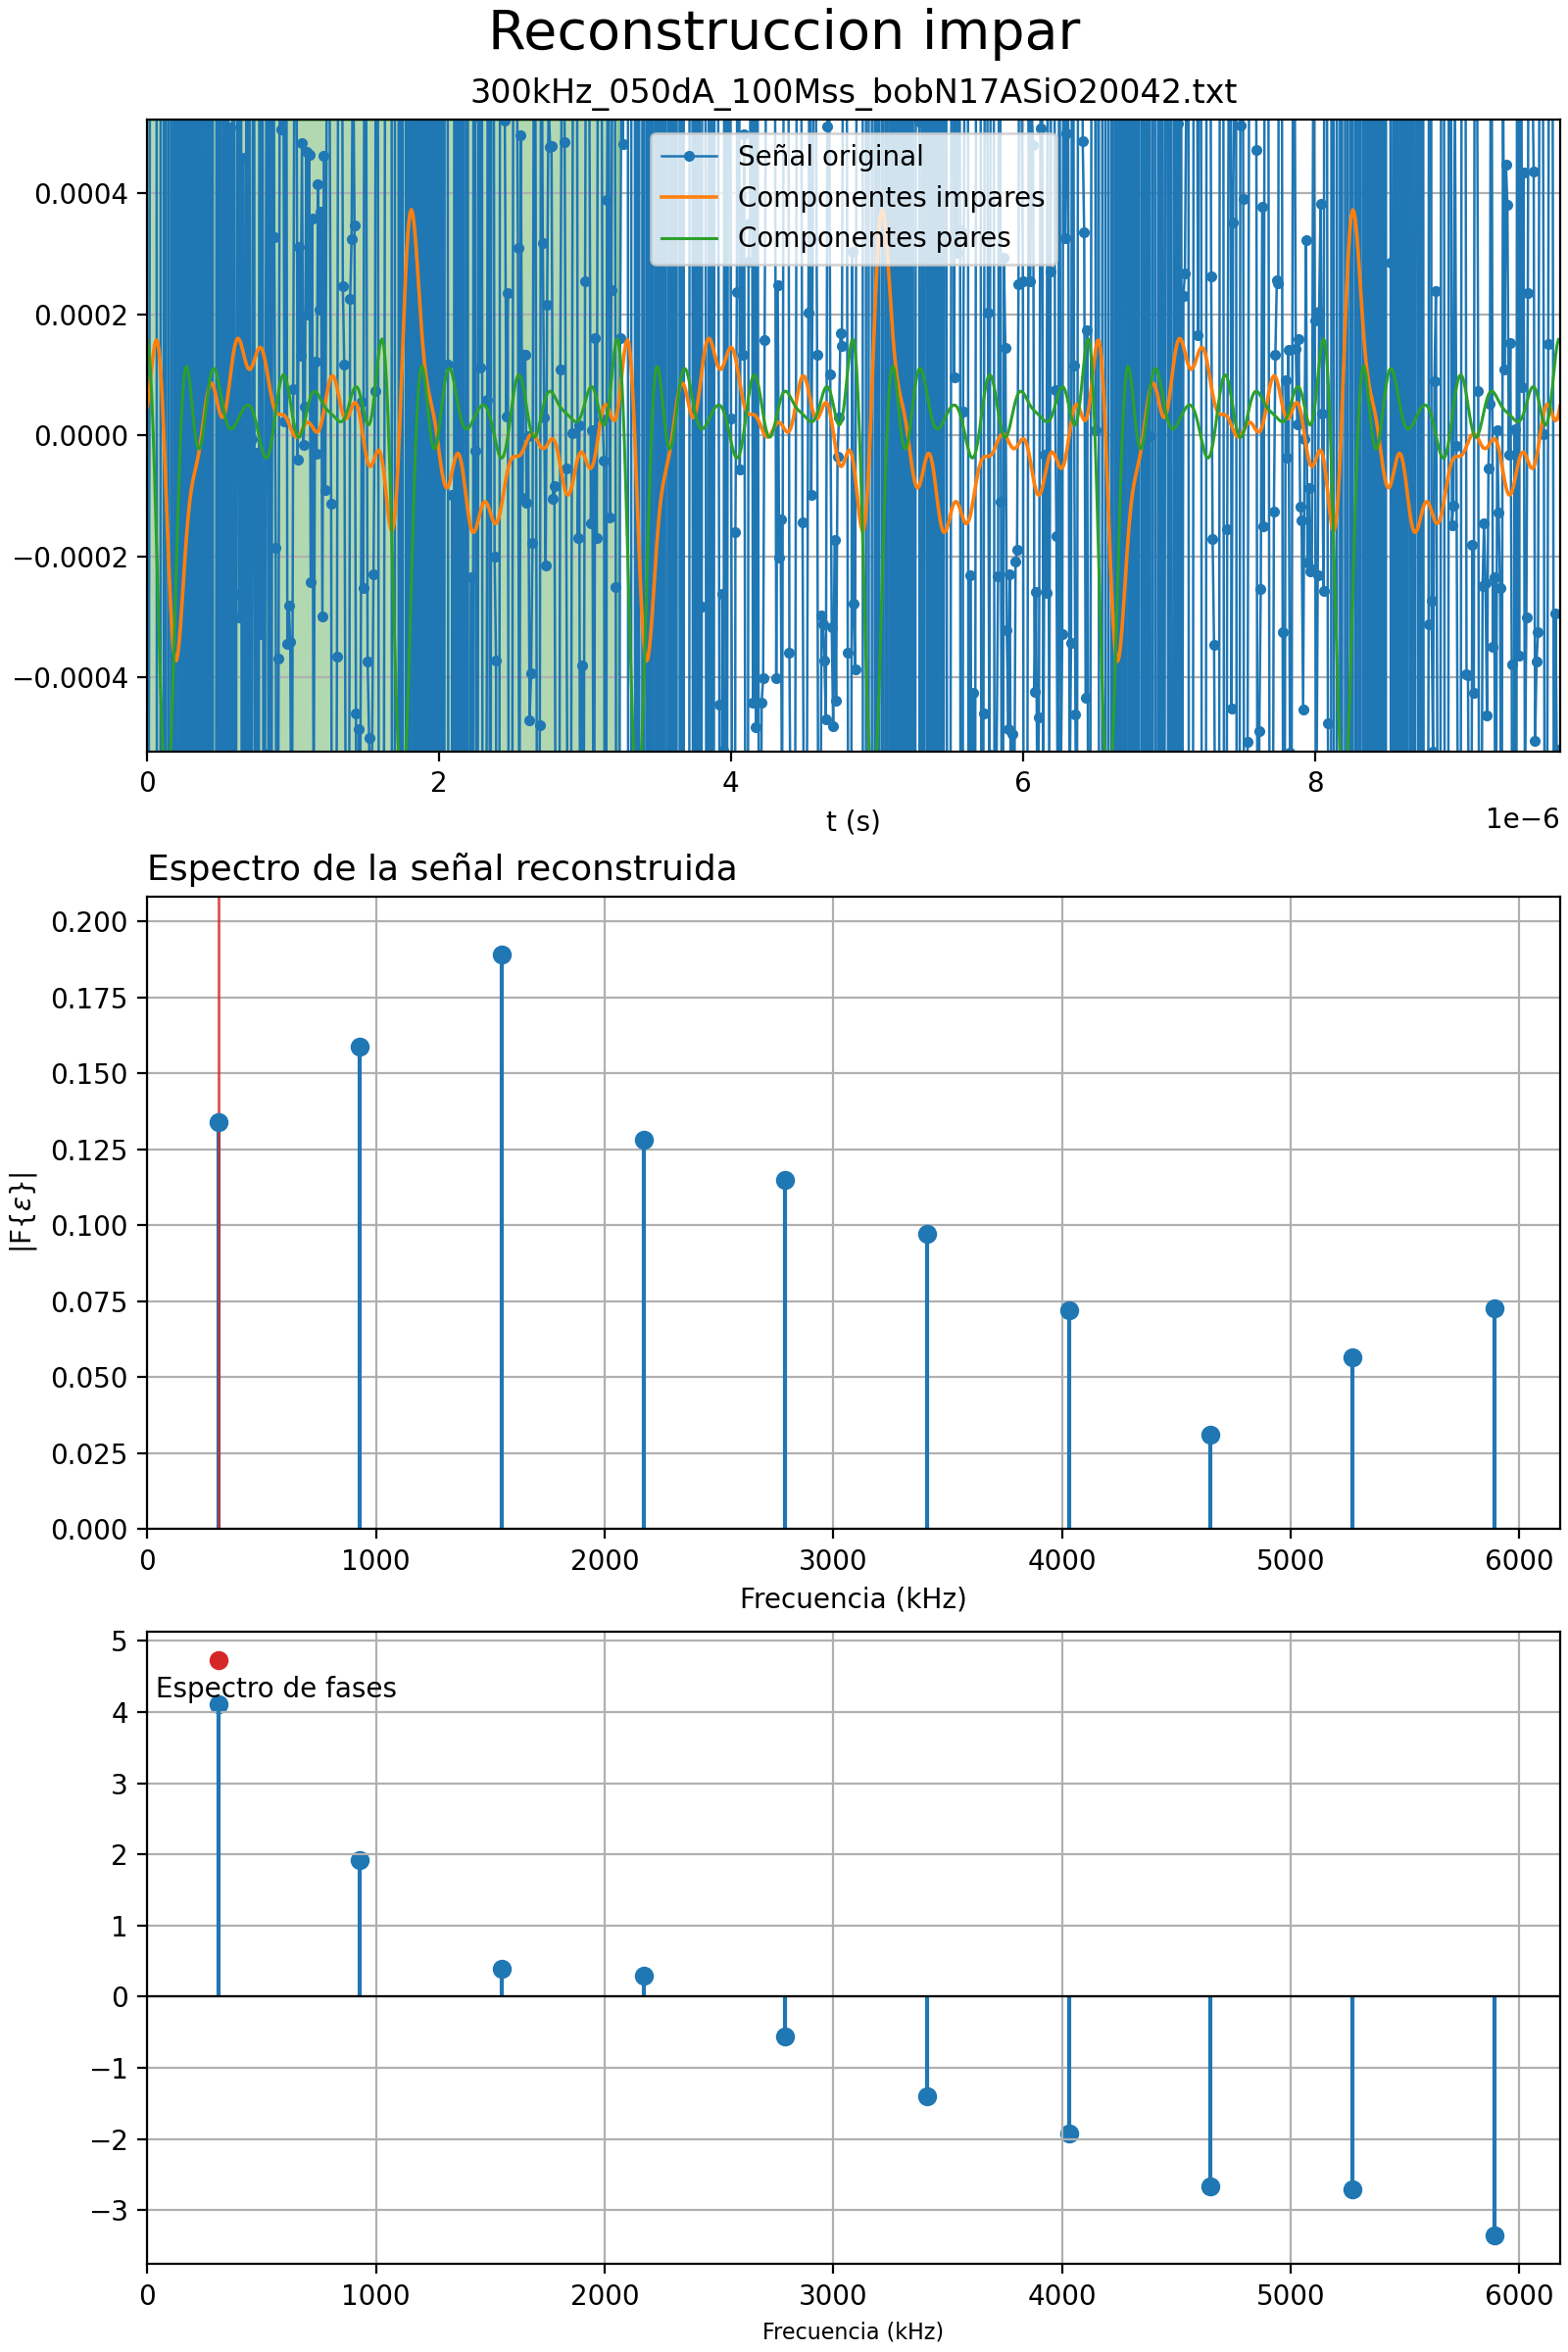 Reconstruccion impar
300kHz_050dA_100Mss_bobN17ASiO20042.txt
Señal original
Componentes impares
Componentes pares
0.0004
0.0002
0.0000
−0.0002
−0.0004
0 2 4 6 8
t (s)
1e−6
Espectro de la señal reconstruida
0.200
0.175
0.150
0.125
0.100
0.075
0.050
0.025
0.000
|F{ε}|
0 1000 2000 3000 4000 5000 6000
Frecuencia (kHz)
Espectro de fases
5
4
3
2
1
0
−1
−2
−3
0 1000 2000 3000 4000 5000 6000
Frecuencia (kHz)